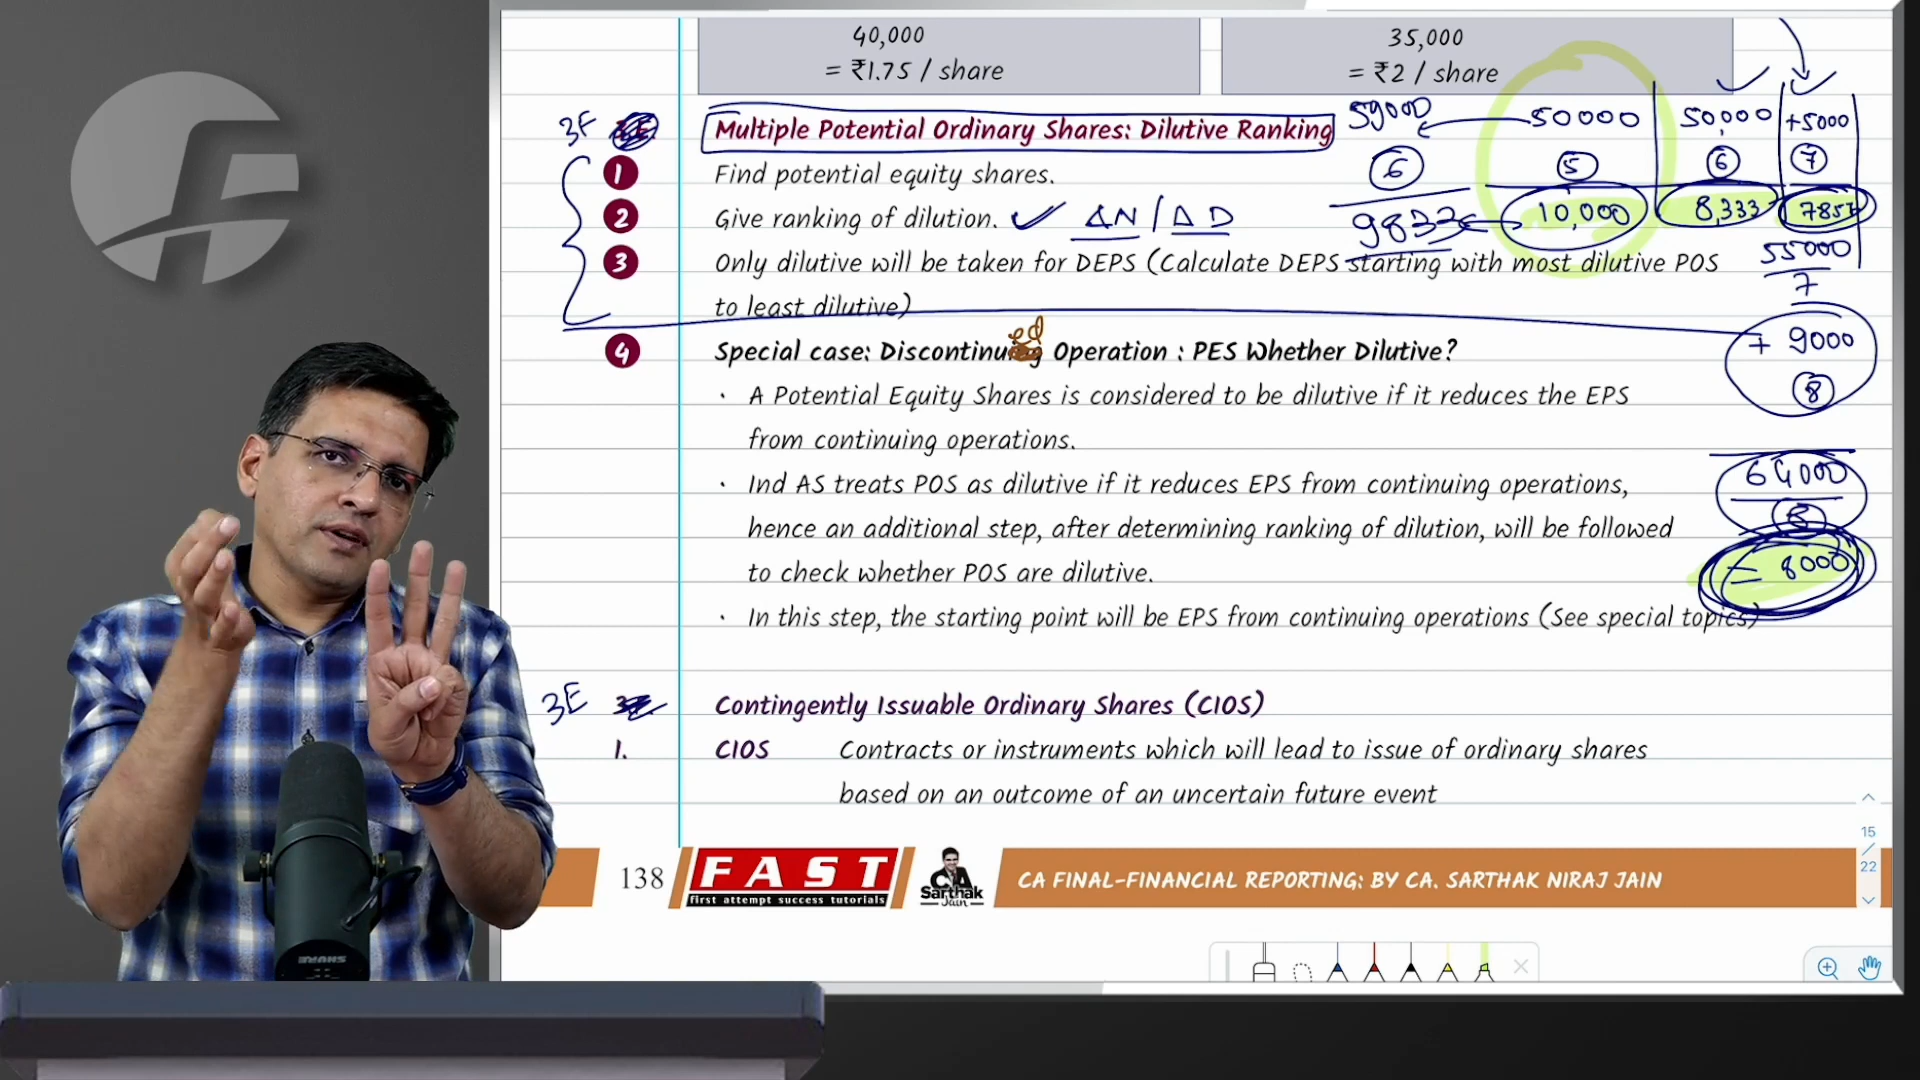 40,000
35,000
= ₹1.75 / share
= ₹2 / share
3F
Multiple Potential Ordinary Shares: Dilutive Ranking
59000
50000
50,000
+5000
1
Find potential equity shares.
6
5
6
7
2
Give ranking of dilution.
ΔN / ΔD
9833
10,000
8,333
7857
3
Only dilutive will be taken for DEPS (Calculate DEPS starting with most dilutive POS
to least dilutive)
55000
7
4
Special case: Discontinued Operation : PES Whether Dilutive?
+ 9000
8
• A Potential Equity Shares is considered to be dilutive if it reduces the EPS
from continuing operations.
• Ind AS treats POS as dilutive if it reduces EPS from continuing operations,
hence an additional step, after determining ranking of dilution, will be followed
to check whether POS are dilutive.
64000
8
= 8000
• In this step, the starting point will be EPS from continuing operations (See special topics)
3E
Contingently Issuable Ordinary Shares (CIOS)
1. CIOS Contracts or instruments which will lead to issue of ordinary shares
based on an outcome of an uncertain future event
15
/
22
138
FAST
First attempt success tutorials
CA
Sarthak
Jain
CA FINAL-FINANCIAL REPORTING: BY CA. SARTHAK NIRAJ JAIN
SHURE